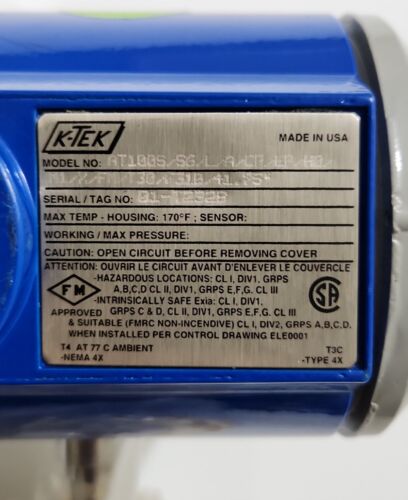 K-TEK
MADE IN USA
MODEL NO:
SERIAL / TAG NO:
MAX TEMP - HOUSING: 170°F ; SENSOR:
WORKING / MAX PRESSURE:
CAUTION: OPEN CIRCUIT BEFORE REMOVING COVER
ATTENTION: OUVRIR LE CIRCUIT AVANT D'ENLEVER LE COUVERCLE
-HAZARDOUS LOCATIONS: CL I, DIV1, GRPS
A,B,C,D CL II, DIV1, GRPS E,F,G. CL III
FM
-INTRINSICALLY SAFE Exia: CL I, DIV1,
SA
APPROVED GRPS C & D, CL II, DIV1, GRPS E,F,G. CL III
& SUITABLE (FMRC NON-INCENDIVE) CL I, DIV2, GRPS A,B,C,D.
WHEN INSTALLED PER CONTROL DRAWING ELE0001
T4 AT 77 C AMBIENT T3C
-NEMA 4X -TYPE 4X